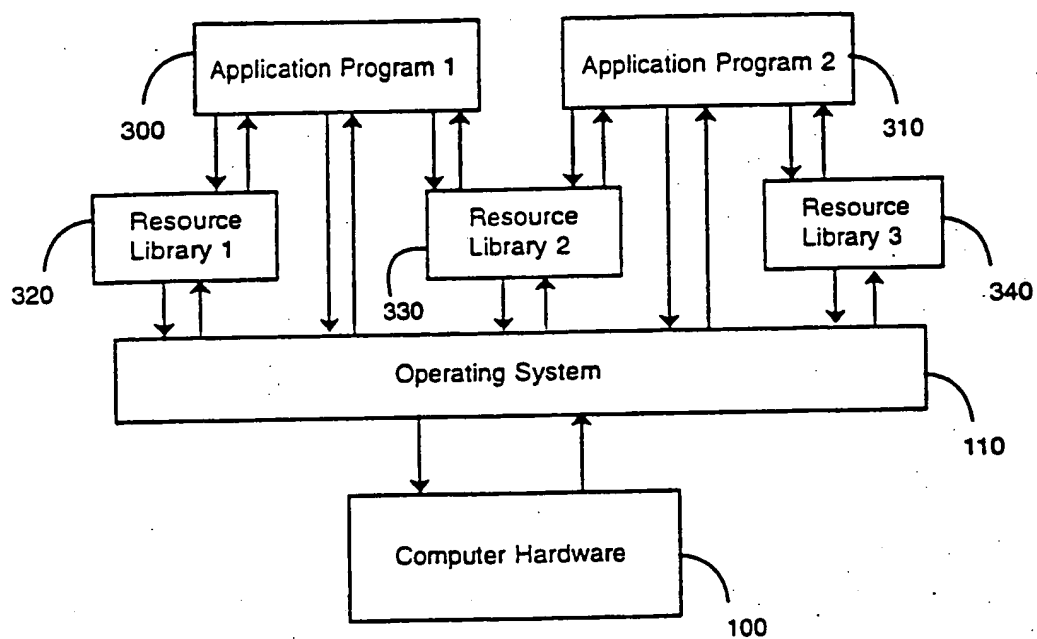 Application Program 1
Application Program 2
300
310
Resource
Library 1
Resource
Library 2
Resource
Library 3
320
330
340
Operating System
110
Computer Hardware
100